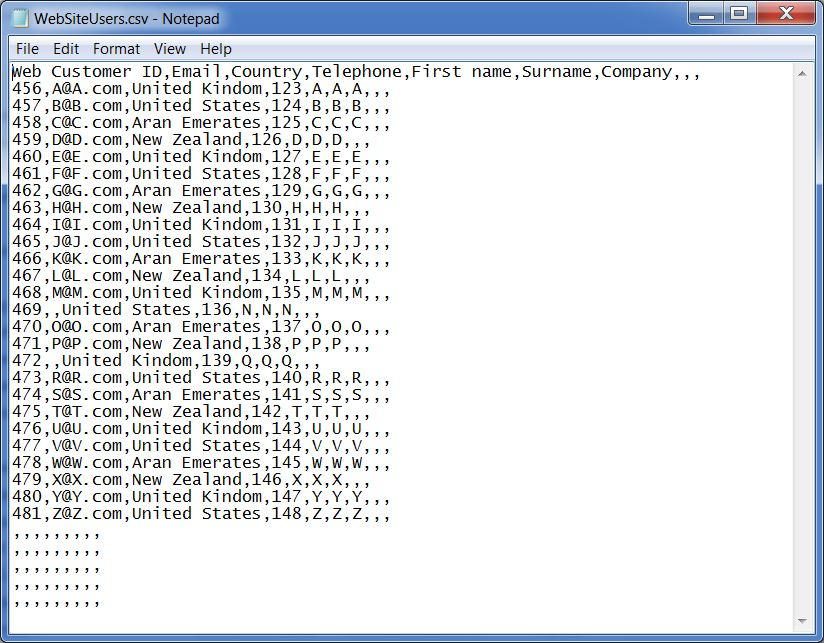 WebSiteUsers.csv - Notepad
File Edit Format View Help
Web Customer ID,Email,Country,Telephone,First name,Surname,Company,,,
456,A@A.com,United Kindom,123,A,A,A,,,
457,B@B.com,United States,124,B,B,B,,,
458,C@C.com,Aran Emerates,125,C,C,C,,,
459,D@D.com,New Zealand,126,D,D,D,,,
460,E@E.com,United Kindom,127,E,E,E,,,
461,F@F.com,United States,128,F,F,F,,,
462,G@G.com,Aran Emerates,129,G,G,G,,,
463,H@H.com,New Zealand,130,H,H,H,,,
464,I@I.com,United Kindom,131,I,I,I,,,
465,J@J.com,United States,132,J,J,J,,,
466,K@K.com,Aran Emerates,133,K,K,K,,,
467,L@L.com,New Zealand,134,L,L,L,,,
468,M@M.com,United Kindom,135,M,M,M,,,
469,,United States,136,N,N,N,,,
470,O@O.com,Aran Emerates,137,O,O,O,,,
471,P@P.com,New Zealand,138,P,P,P,,,
472,,United Kindom,139,Q,Q,Q,,,
473,R@R.com,United States,140,R,R,R,,,
474,S@S.com,Aran Emerates,141,S,S,S,,,
475,T@T.com,New Zealand,142,T,T,T,,,
476,U@U.com,United Kindom,143,U,U,U,,,
477,V@V.com,United States,144,V,V,V,,,
478,W@W.com,Aran Emerates,145,W,W,W,,,
479,X@X.com,New Zealand,146,X,X,X,,,
480,Y@Y.com,United Kindom,147,Y,Y,Y,,,
481,Z@Z.com,United States,148,Z,Z,Z,,,
,,,,,,,,,
,,,,,,,,,
,,,,,,,,,
,,,,,,,,,
,,,,,,,,,